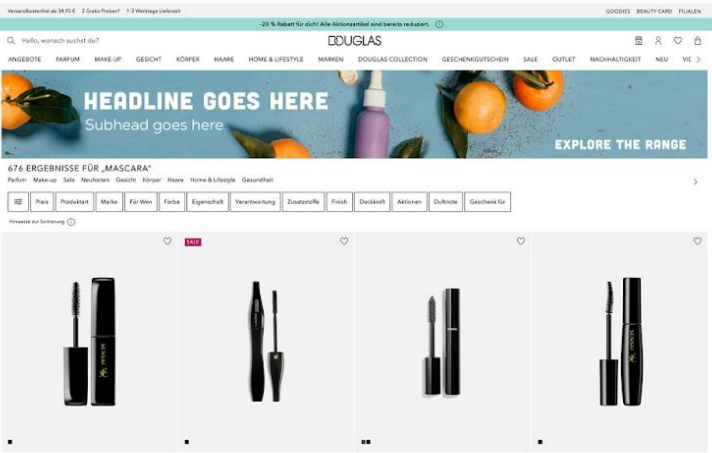 Versandkostenfrei ab 34,95 € 2 Gratis-Proben² 1-3 Werktage Lieferzeit
GOODIES BEAUTY CARD FILIALEN
-20 % Rabatt für dich! Alle Aktionsartikel sind bereits reduziert.
Hallo, wonach suchst du?
DOUGLAS
ANGEBOTE PARFUM MAKE-UP GESICHT KÖRPER HAARE HOME & LIFESTYLE MARKEN DOUGLAS COLLECTION GESCHENKGUTSCHEIN SALE OUTLET NACHHALTIGKEIT NEU VIE
HEADLINE GOES HERE
Subhead goes here
EXPLORE THE RANGE
676 ERGEBNISSE FÜR „MASCARA“
Parfum Make-up Sale Neuheiten Gesicht Körper Haare Home & Lifestyle Gesundheit
Preis Produktart Marke Für Wen Farbe Eigenschaft Verantwortung Zusatzstoffe Finish Deckkraft Aktionen Duftnote Geschenk für
Hinweise zur Sortierung
SALE